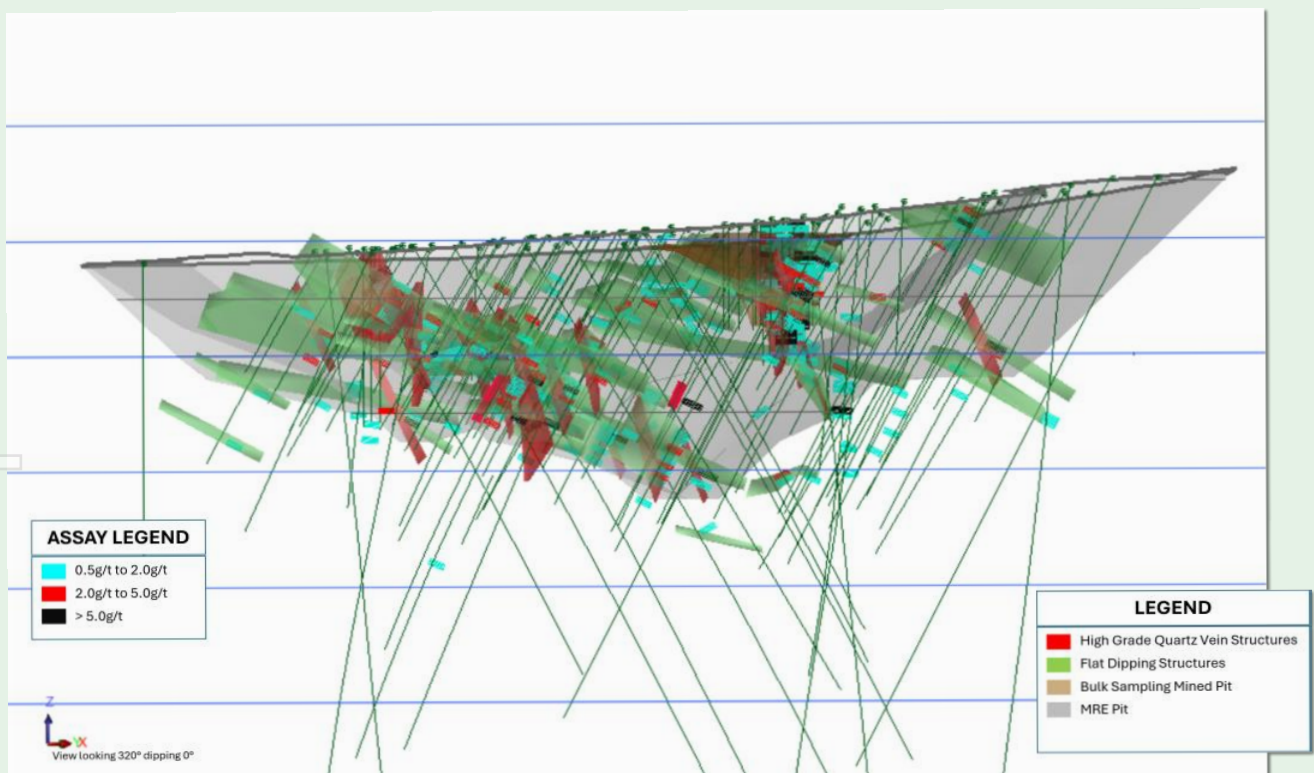 ASSAY LEGEND
0.5g/t to 2.0g/t
2.0g/t to 5.0g/t
> 5.0g/t
LEGEND
High Grade Quartz Vein Structures
Flat Dipping Structures
Bulk Sampling Mined Pit
MRE Pit
Z
YX
View looking 320° dipping 0°